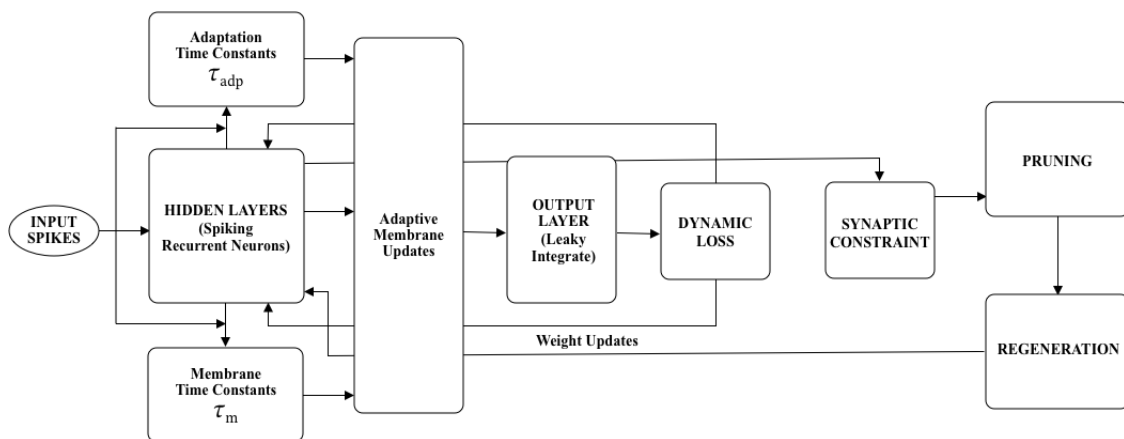 Adaptation
Time Constants
τadp
INPUT
SPIKES
HIDDEN LAYERS
(Spiking
Recurrent Neurons)
Membrane
Time Constants
τm
Adaptive
Membrane
Updates
OUTPUT
LAYER
(Leaky
Integrate)
DYNAMIC
LOSS
Weight Updates
SYNAPTIC
CONSTRAINT
PRUNING
REGENERATION